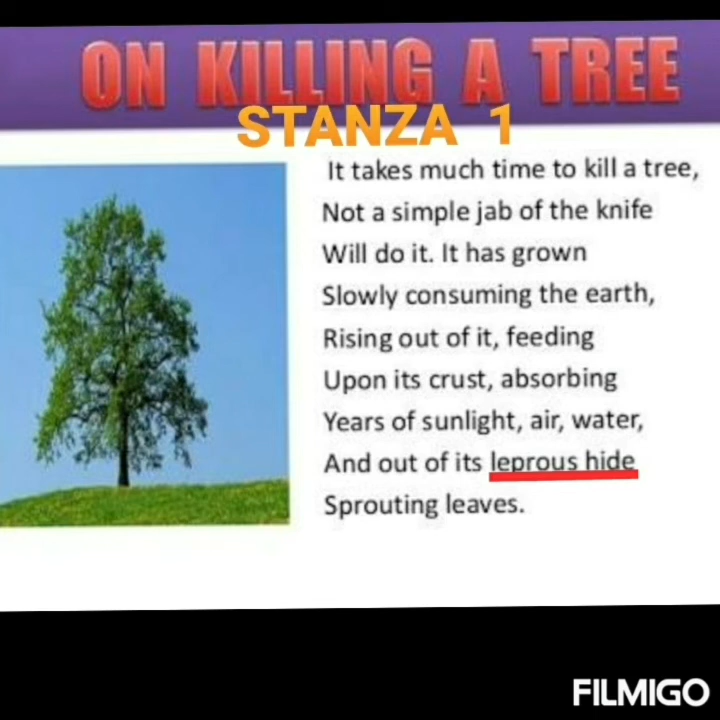 ON KILLING A TREE
STANZA 1
It takes much time to kill a tree,
Not a simple jab of the knife
Will do it. It has grown
Slowly consuming the earth,
Rising out of it, feeding
Upon its crust, absorbing
Years of sunlight, air, water,
And out of its leprous hide
Sprouting leaves.
FILMIGO